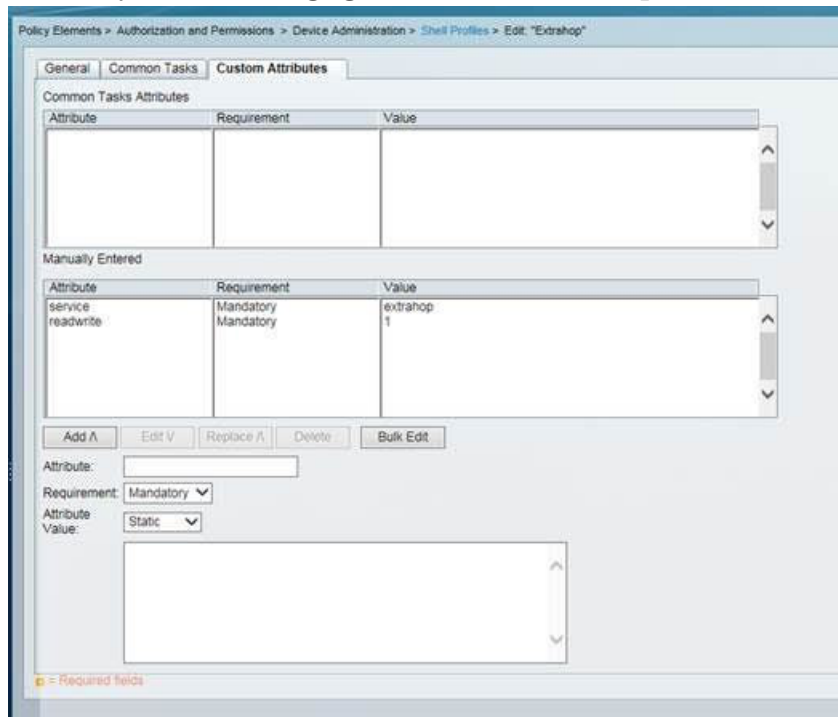 Policy Elements > Authorization and Permissions > Device Administration > Shell Profiles > Edit: "Extrahop"
General Common Tasks Custom Attributes
Common Tasks Attributes
Attribute Requirement Value
Manually Entered
Attribute Requirement Value
service Mandatory extrahop
readwrite Mandatory 1
Add Λ Edit V Replace Λ Delete Bulk Edit
Attribute:
Requirement: Mandatory
Attribute
Value: Static
= Required fields